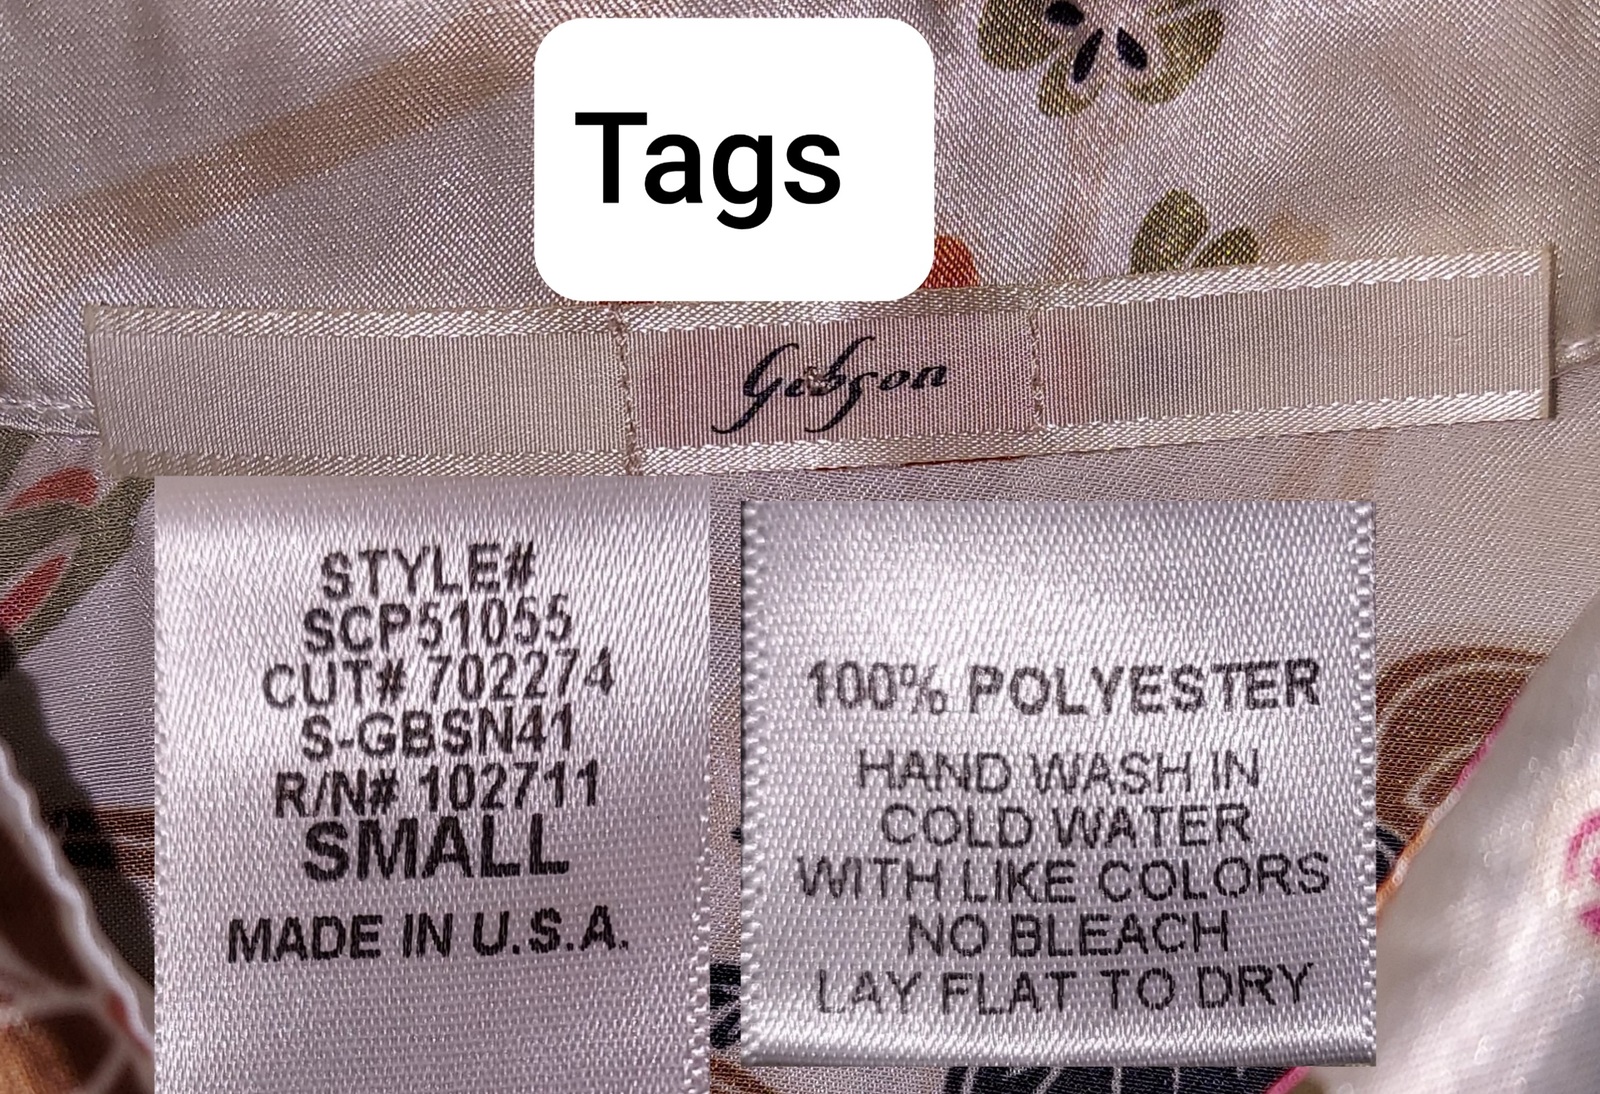 Tags
Gibson
STYLE#
SCP51055
CUT# 702274
S-GBSN41
R/N# 102711
SMALL
MADE IN U.S.A.
100% POLYESTER
HAND WASH IN
COLD WATER
WITH LIKE COLORS
NO BLEACH
LAY FLAT TO DRY